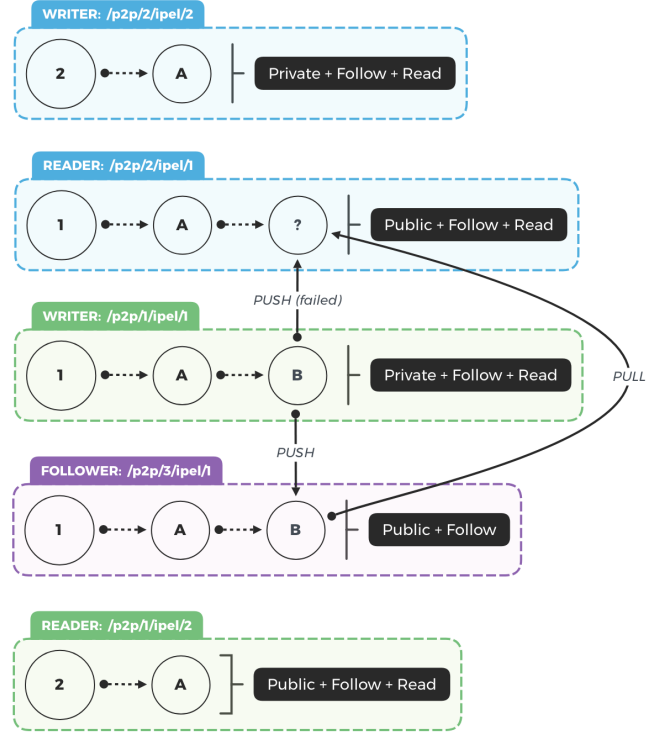 WRITER: /p2p/2/ipel/2
2 A Private + Follow + Read
READER: /p2p/2/ipel/1
1 A ? Public + Follow + Read
PUSH (failed)
WRITER: /p2p/1/ipel/1
1 A B Private + Follow + Read
PULL
PUSH
FOLLOWER: /p2p/3/ipel/1
1 A B Public + Follow
READER: /p2p/1/ipel/2
2 A Public + Follow + Read